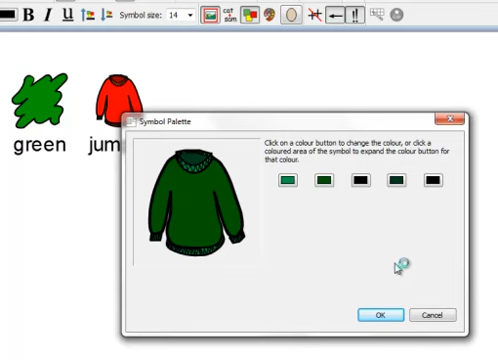 B I U Symbol size: 14 cat som !!
green jum
Symbol Palette
Click on a colour button to change the colour, or click a
coloured area of the symbol to expand the colour button for
that colour.
OK Cancel